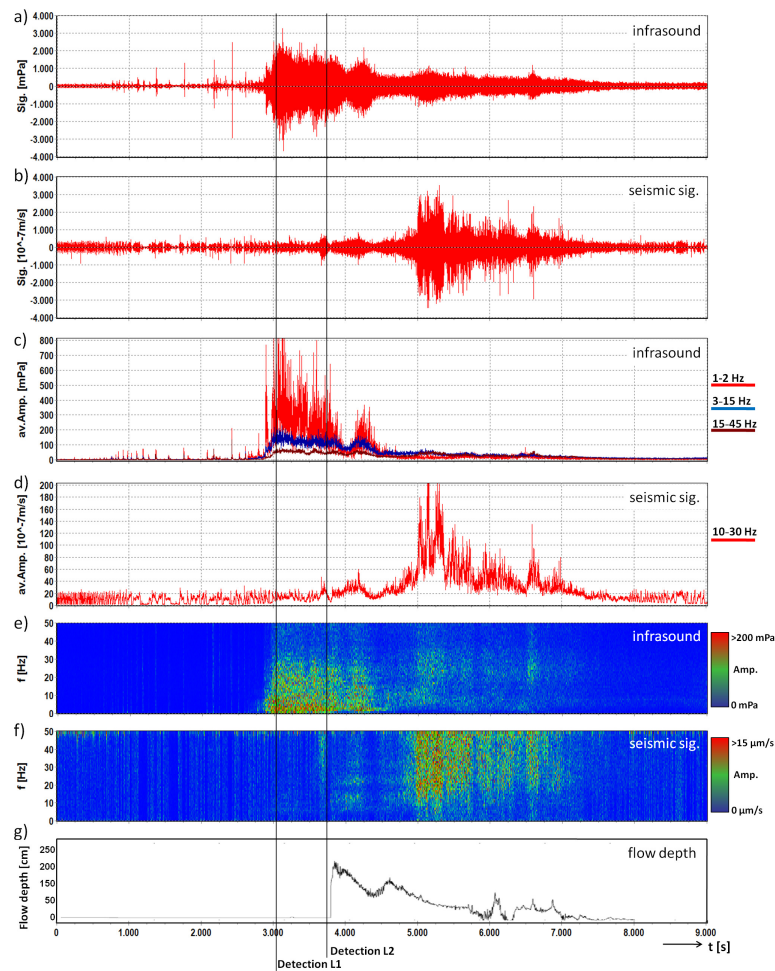 a)
infrasound
Sig. [mPa]
4.000
3.000
2.000
1.000
0
-1.000
-2.000
-3.000
-4.000
b)
seismic sig.
Sig. [10^-7m/s]
4.000
3.000
2.000
1.000
0
-1.000
-2.000
-3.000
-4.000
c)
infrasound
av.Amp. [mPa]
800
700
600
500
400
300
200
100
0
1-2 Hz
3-15 Hz
15-45 Hz
d)
seismic sig.
av.Amp. [10^-7m/s]
200
180
160
140
120
100
80
60
40
20
0
10-30 Hz
e)
infrasound
f [Hz]
50
40
30
20
10
0
>200 mPa
Amp.
0 mPa
f)
seismic sig.
f [Hz]
50
40
30
20
10
0
>15 µm/s
Amp.
0 µm/s
g)
flow depth
Flow depth [cm]
250
200
150
100
50
0
0 1.000 2.000 3.000 4.000 5.000 6.000 7.000 8.000 9.000
t [s]
Detection L2
Detection L1